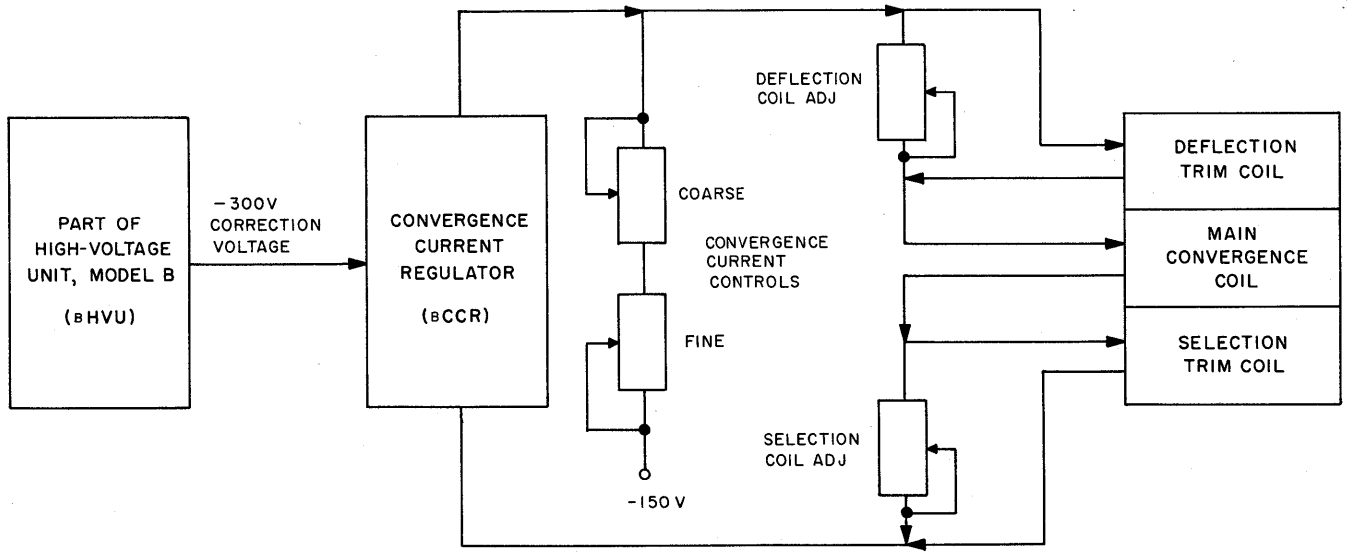 PART OF
HIGH-VOLTAGE
UNIT, MODEL B
(BHVU)
-300V
CORRECTION
VOLTAGE
CONVERGENCE
CURRENT
REGULATOR
(BCCR)
COARSE
CONVERGENCE
CURRENT
CONTROLS
FINE
-150V
DEFLECTION
COIL ADJ
SELECTION
COIL ADJ
DEFLECTION
TRIM COIL
MAIN
CONVERGENCE
COIL
SELECTION
TRIM COIL